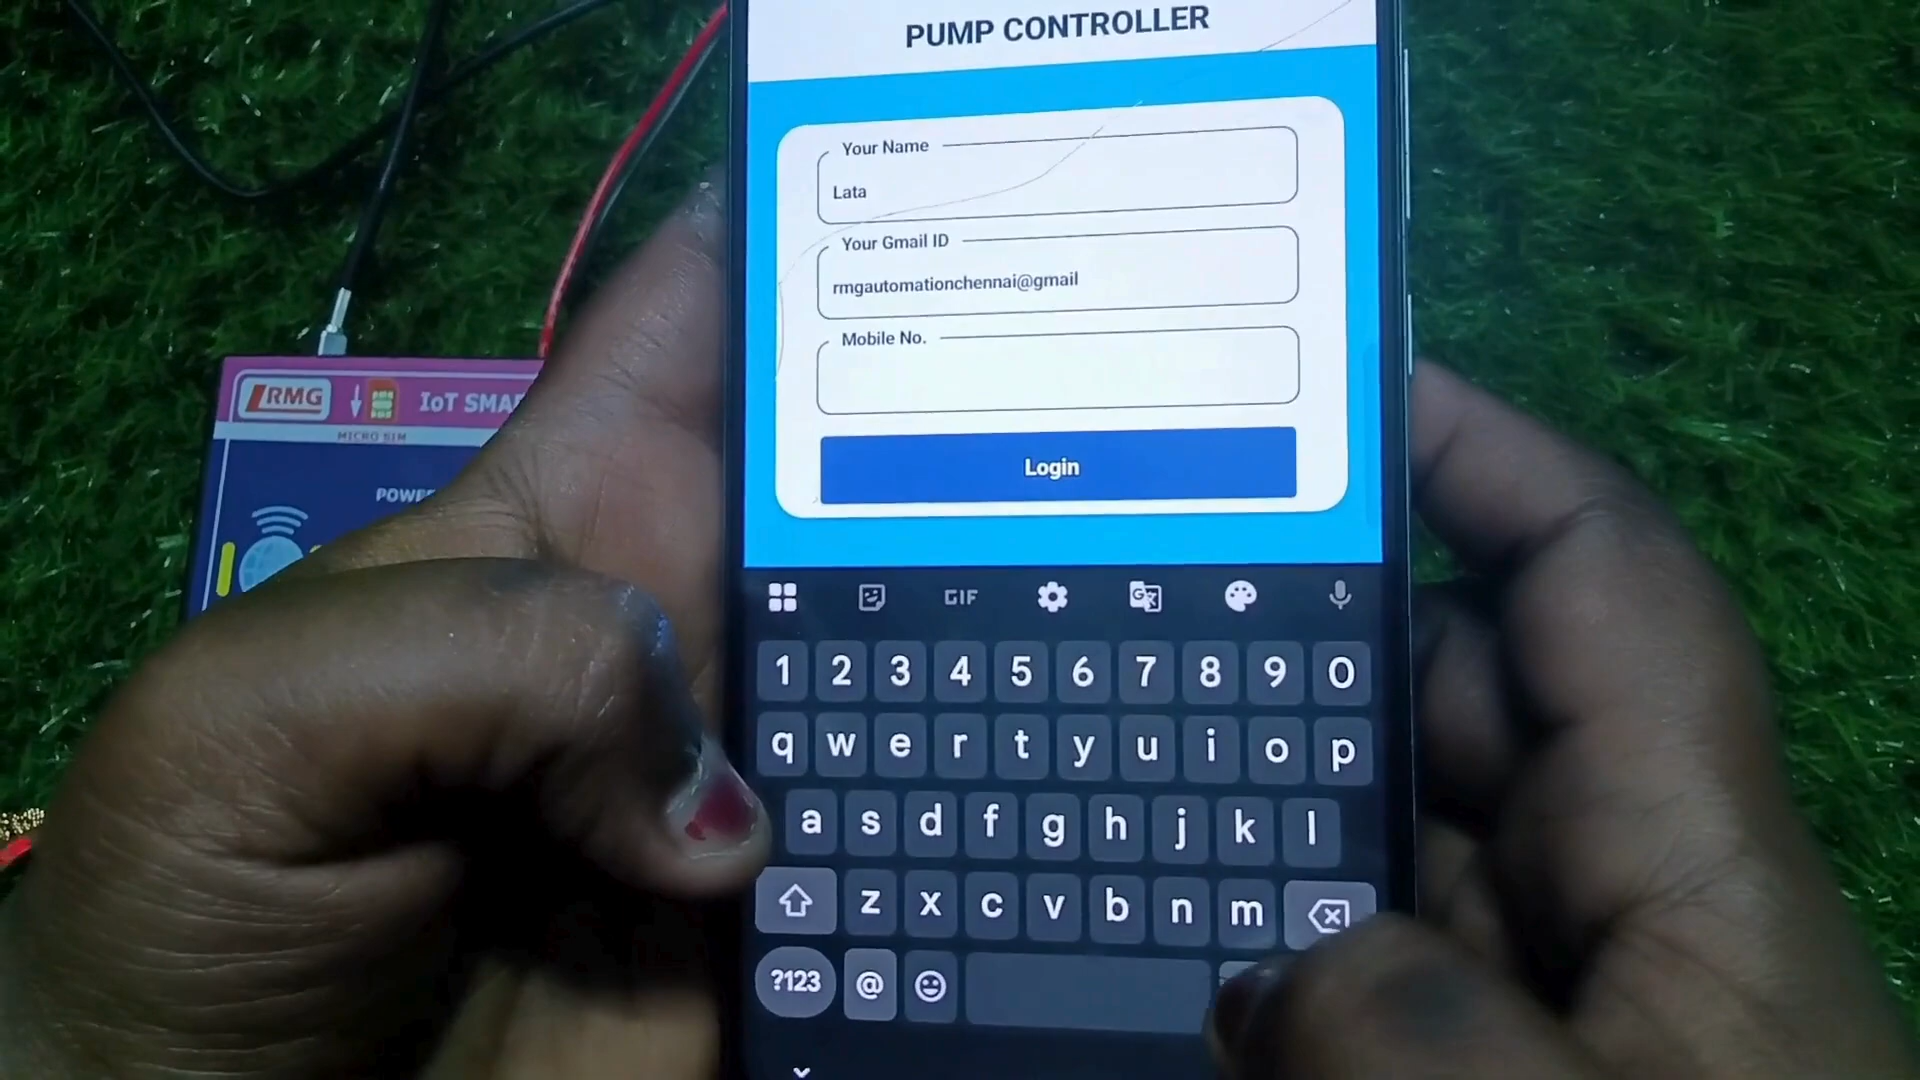 PUMP CONTROLLER
Your Name
Lata
Your Gmail ID
rmgautomationchennai@gmail
Mobile No.
Login
RMG
IoT SMA
MICRO SIM
POWE
GIF
1 2 3 4 5 6 7 8 9 0
q w e r t y u i o p
a s d f g h j k l
z x c v b n m
?123 @